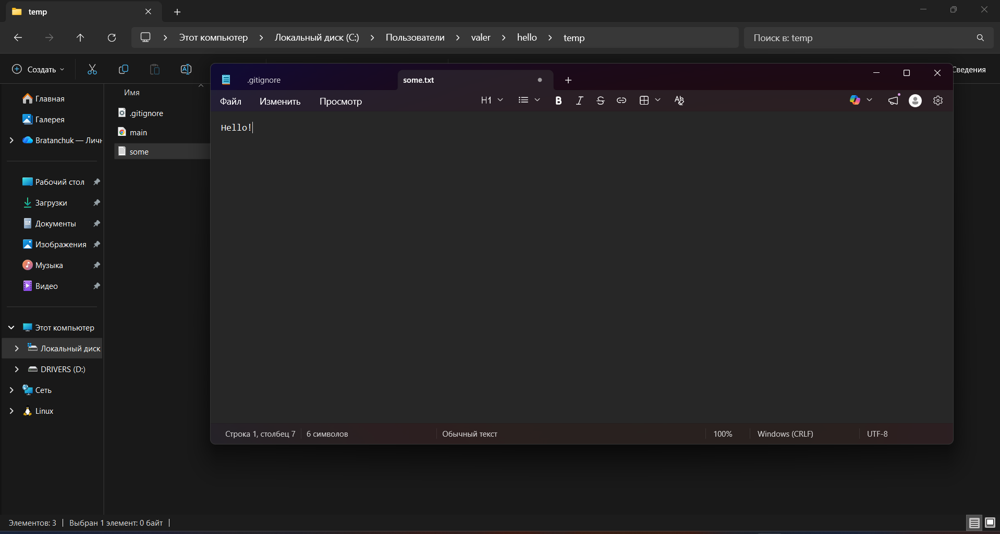 temp
Этот компьютер
Локальный диск (C:)
Пользователи
valer
hello
temp
Поиск в: temp
Создать
Сведения
Имя
.gitignore
main
some
Главная
Галерея
Bratanchuk — Личн
Рабочий стол
Загрузки
Документы
Изображения
Музыка
Видео
Этот компьютер
Локальный диск
DRIVERS (D:)
Сеть
Linux
.gitignore
some.txt
Файл
Изменить
Просмотр
H1
Hello!
Строка 1, столбец 7
6 символов
Обычный текст
100%
Windows (CRLF)
UTF-8
Элементов: 3
Выбран 1 элемент: 0 байт